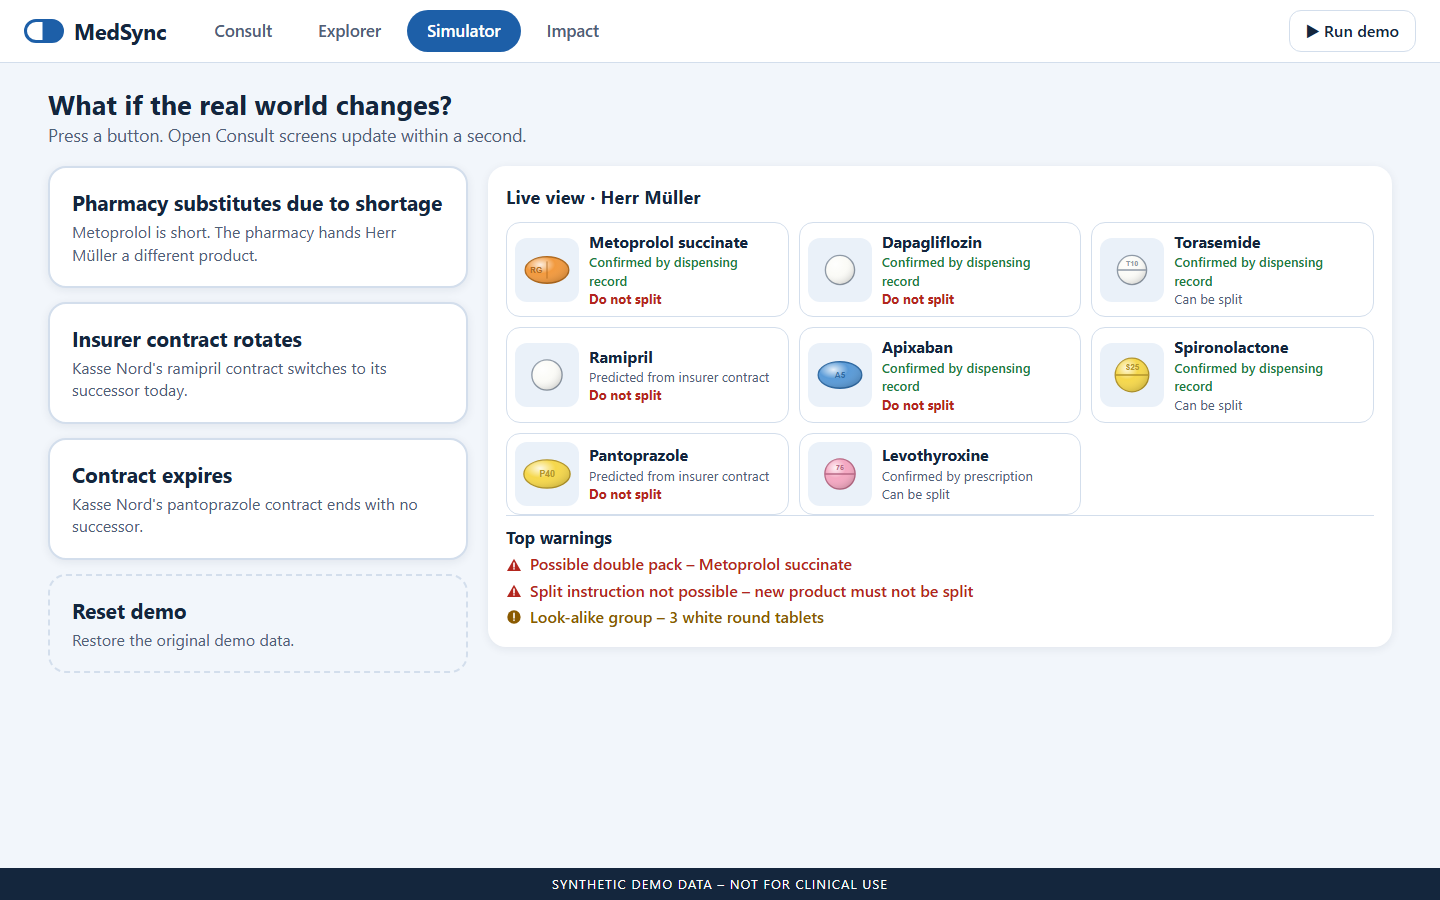 MedSync
Consult
Explorer
Simulator
Impact
▶ Run demo
What if the real world changes?
Press a button. Open Consult screens update within a second.
Pharmacy substitutes due to shortage
Metoprolol is short. The pharmacy hands Herr
Müller a different product.
Insurer contract rotates
Kasse Nord's ramipril contract switches to its
successor today.
Contract expires
Kasse Nord's pantoprazole contract ends with no
successor.
Reset demo
Restore the original demo data.
Live view · Herr Müller
RG
Metoprolol succinate
Confirmed by dispensing
record
Do not split
Dapagliflozin
Confirmed by dispensing
record
Do not split
T10
Torasemide
Confirmed by dispensing
record
Can be split
Ramipril
Predicted from insurer contract
Do not split
A5
Apixaban
Confirmed by dispensing
record
Do not split
S25
Spironolactone
Confirmed by dispensing
record
Can be split
P40
Pantoprazole
Predicted from insurer contract
Do not split
75
Levothyroxine
Confirmed by prescription
Can be split
Top warnings
Possible double pack – Metoprolol succinate
Split instruction not possible – new product must not be split
Look-alike group – 3 white round tablets
SYNTHETIC DEMO DATA – NOT FOR CLINICAL USE